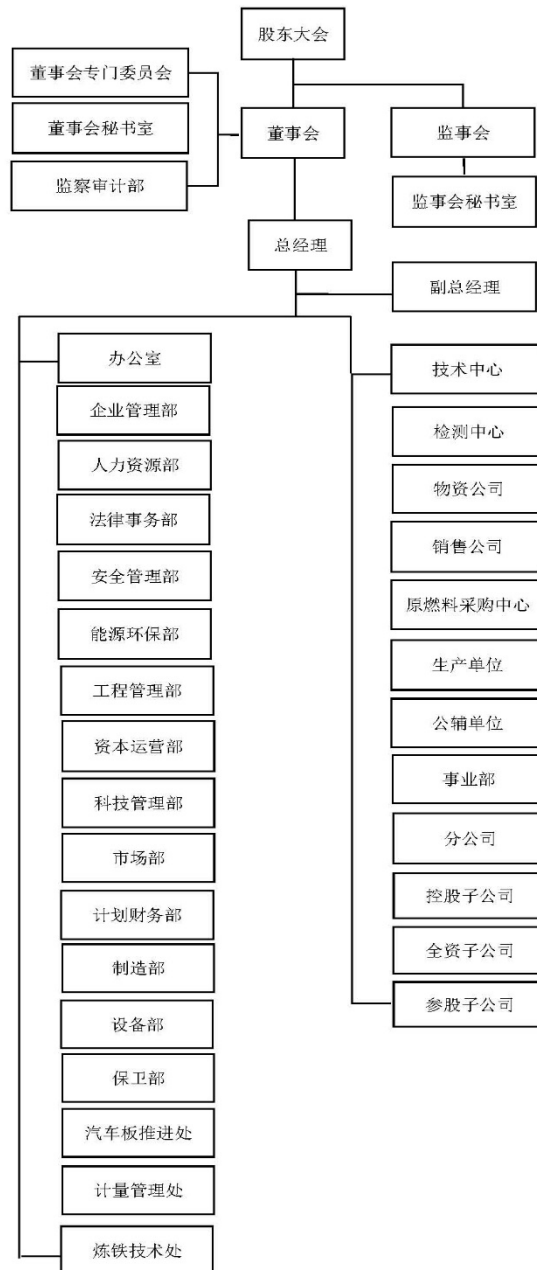 股东大会
董事会专门委员会
董事会秘书室
监察审计部
董事会
监事会
监事会秘书室
总经理
副总经理
办公室
企业管理部
人力资源部
法律事务部
安全管理部
能源环保部
工程管理部
资本运营部
科技管理部
市场部
计划财务部
制造部
设备部
保卫部
汽车板推进处
计量管理处
炼铁技术处
技术中心
检测中心
物资公司
销售公司
原燃料采购中心
生产单位
公辅单位
事业部
分公司
控股子公司
全资子公司
参股子公司